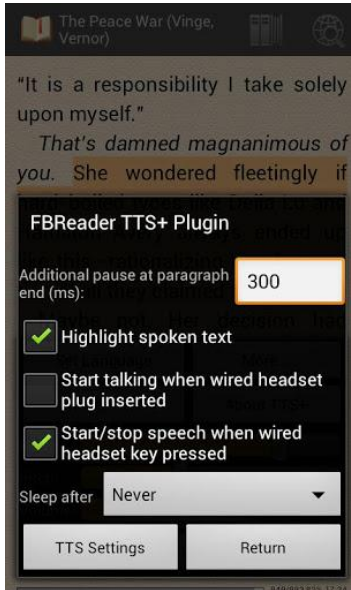 The Peace War (Vinge,
Vernor)
"It is a responsibility I take solely
upon myself."
That's damned magnanimous of
you. She wondered fleetingly if
FBReader TTS+ Plugin
Additional pause at paragraph
end (ms):
300
Highlight spoken text
Start talking when wired headset
plug inserted
Start/stop speech when wired
headset key pressed
Sleep after
Never
TTS Settings
Return